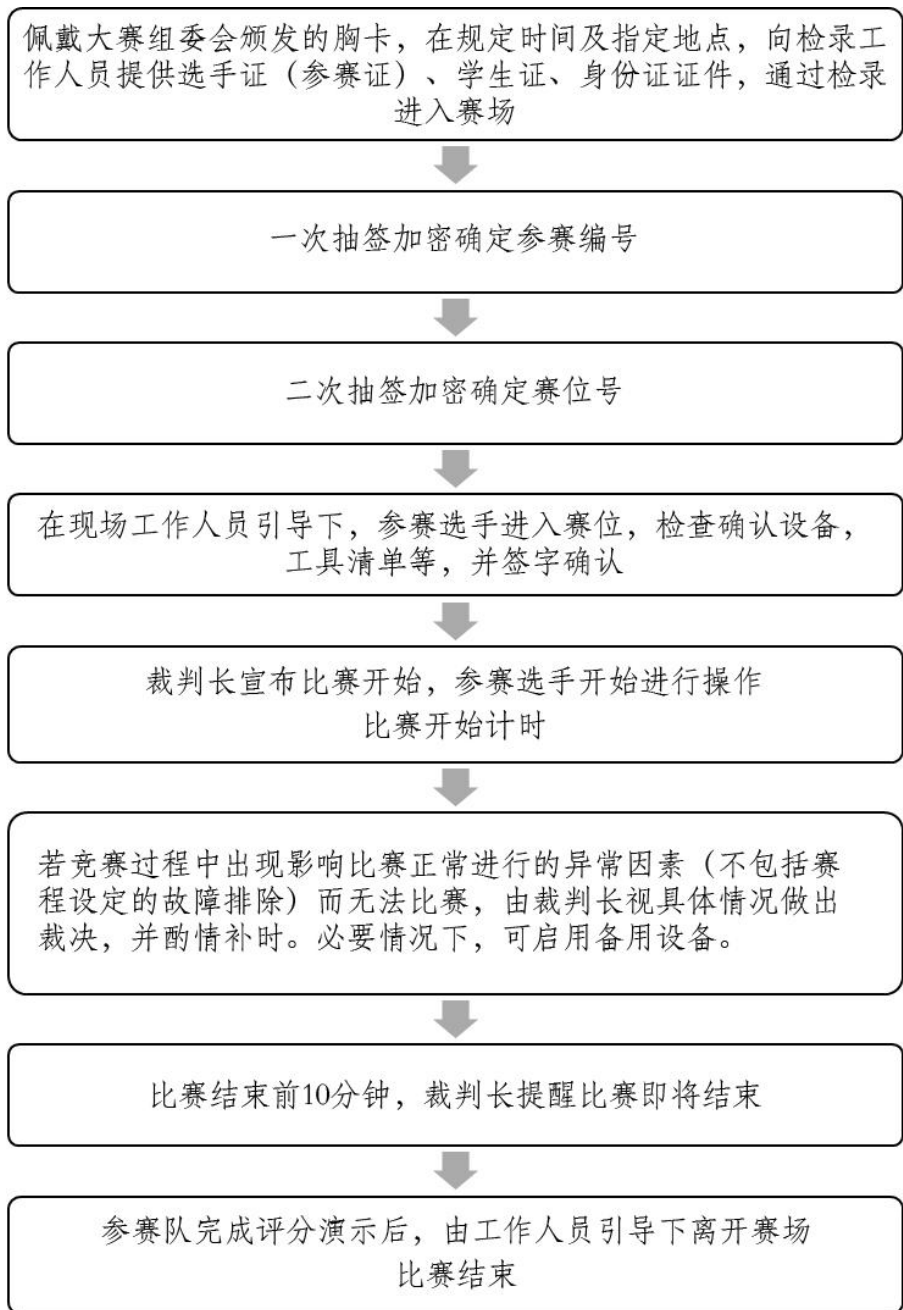 佩戴大赛组委会颁发的胸卡，在规定时间及指定地点，向检录工
作人员提供选手证（参赛证）、学生证、身份证证件，通过检录
进入赛场
一次抽签加密确定参赛编号
二次抽签加密确定赛位号
在现场工作人员引导下，参赛选手进入赛位，检查确认设备，
工具清单等，并签字确认
裁判长宣布比赛开始，参赛选手开始进行操作
比赛开始计时
若竞赛过程中出现影响比赛正常进行的异常因素（不包括赛
程设定的故障排除）而无法比赛，由裁判长视具体情况做出
裁决，并酌情补时。必要情况下，可启用备用设备。
比赛结束前10分钟，裁判长提醒比赛即将结束
参赛队完成评分演示后，由工作人员引导下离开赛场
比赛结束